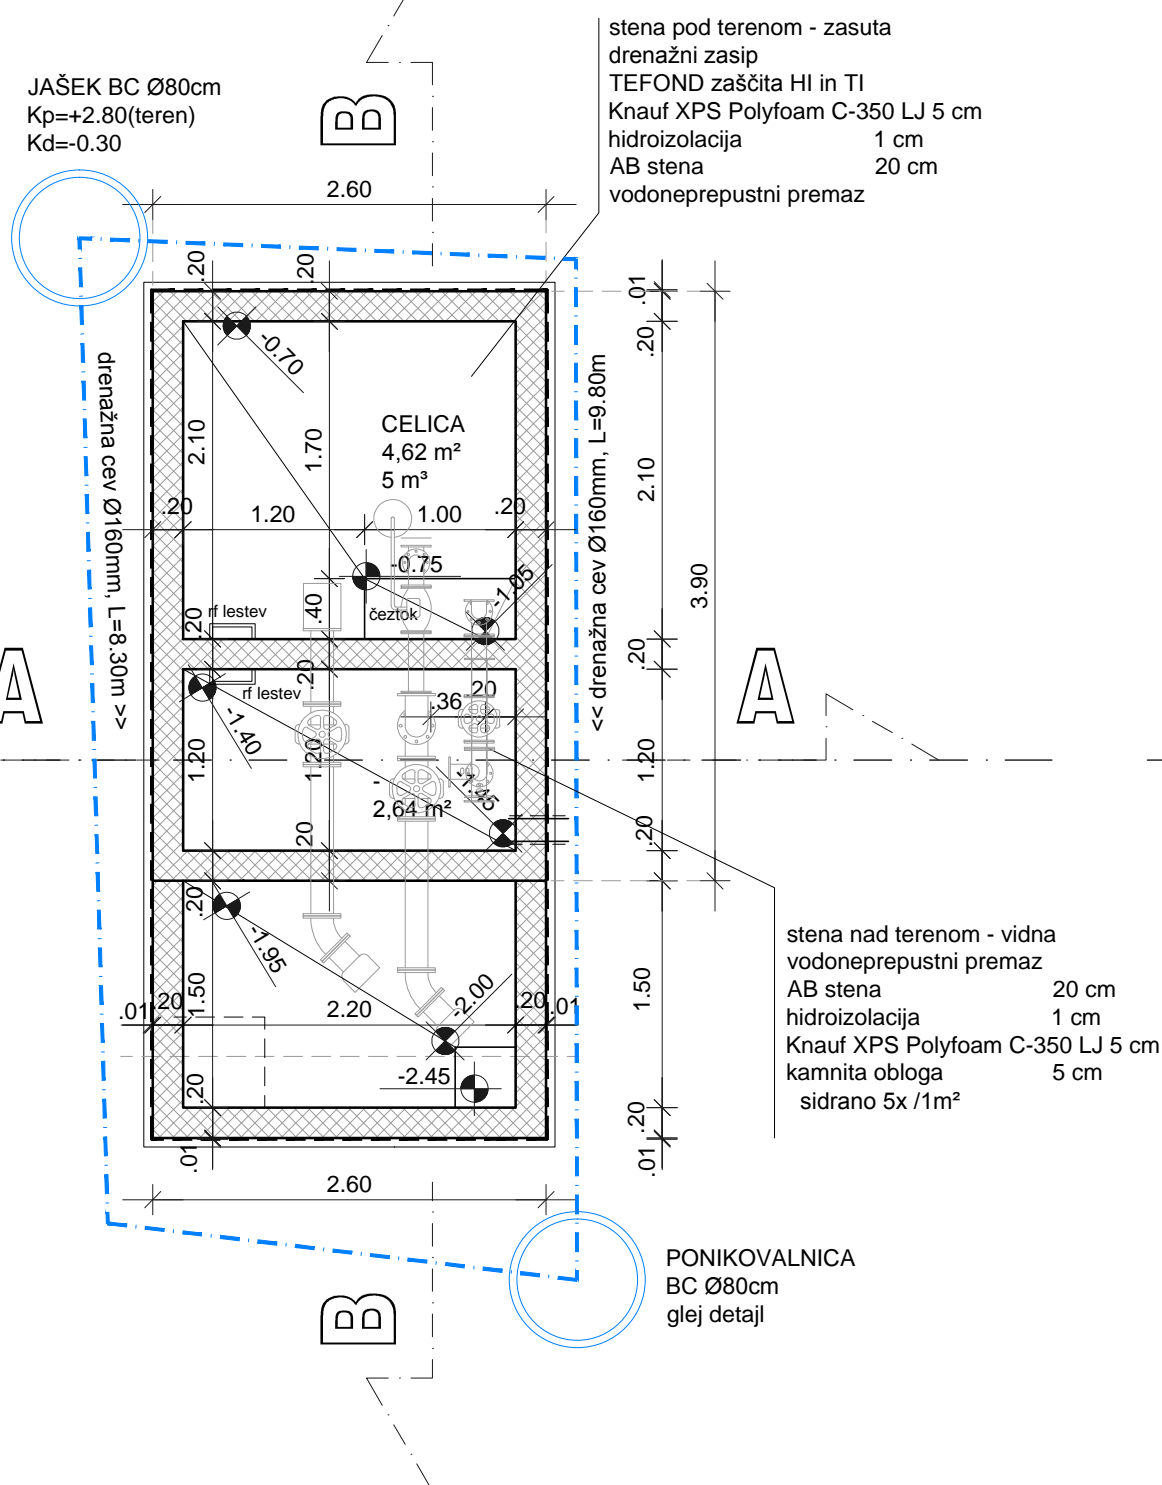 stena pod terenom - zasuta
drenažni zasip
TEFOND zaščita HI in TI
Knauf XPS Polyfoam C-350 LJ 5 cm
hidroizolacija 1 cm
AB stena 20 cm
vodoneprepustni premaz
JAŠEK BC Ø80cm
Kp=+2.80(teren)
Kd=-0.30
B
2.60
.20
.20
.01
.20
-0.70
drenažna cev Ø160mm, L=8.30m >>
<< drenažna cev Ø160mm, L=9.80m
CELICA
4,62 m²
5 m³
2.10
1.70
2.10
.20
1.20
1.00
.20
-0.75
-1.05
3.90
.40
čeztok
.20
rf lestev
.20
.20
rf lestev
A
A
-1.40
.36
.20
1.20
1.20
1.20
-1.45
-
2,64 m²
.20
.20
.20
-1.95
stena nad terenom - vidna
vodoneprepustni premaz
AB stena 20 cm
hidroizolacija 1 cm
Knauf XPS Polyfoam C-350 LJ 5 cm
kamnita obloga 5 cm
sidrano 5x /1m²
1.50
1.50
-2.00
.01
.20
2.20
.20
.01
-2.45
.20
.20
.01
.01
2.60
PONIKOVALNICA
BC Ø80cm
glej detajl
B